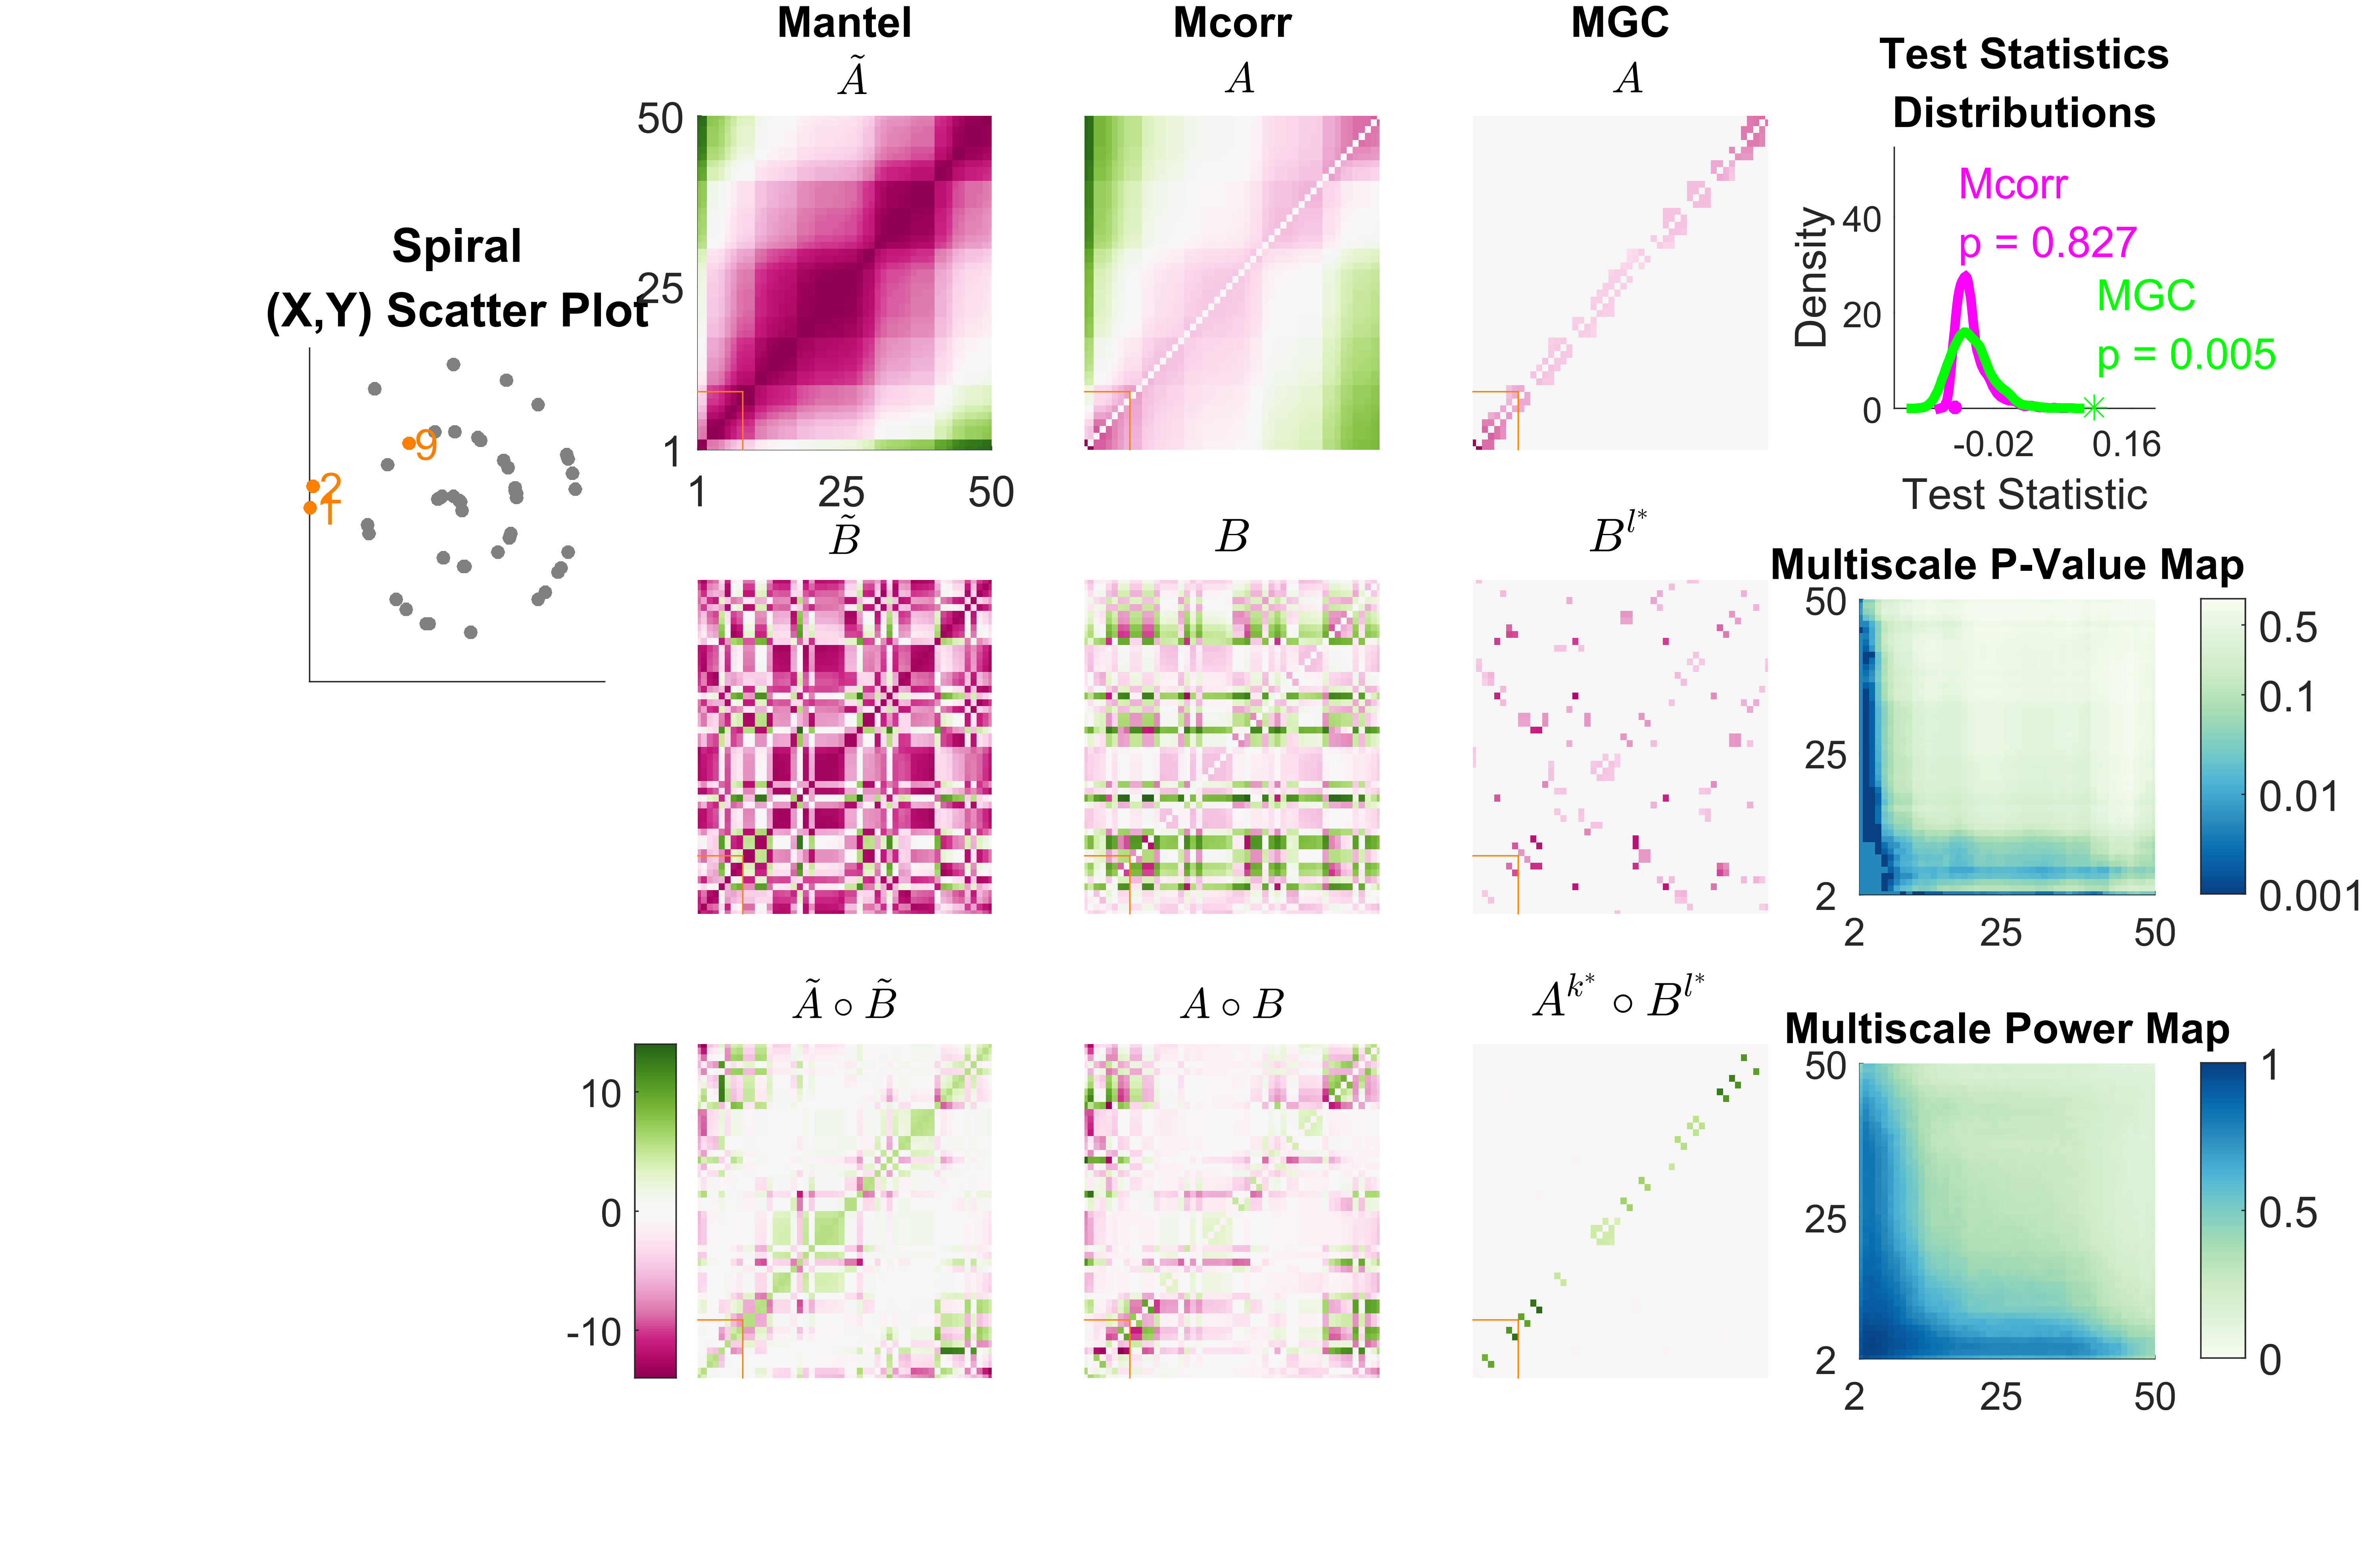 Mantel
Mcorr
MGC
Ã
A
A
Test Statistics
Distributions
50
25
1
1
25
50
Spiral
(X,Y) Scatter Plot
9
2
1
Density
40
20
0
Mcorr
p = 0.827
MGC
p = 0.005
-0.02
0.16
Test Statistic
B̃
B
B^{l*}
Multiscale P-Value Map
50
25
2
2
25
50
0.5
0.1
0.01
0.001
Ã ∘ B̃
A ∘ B
A^{k*} ∘ B^{l*}
10
0
-10
Multiscale Power Map
50
25
2
2
25
50
1
0.5
0